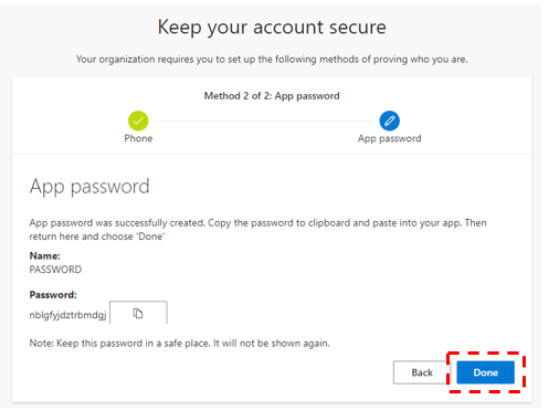 Keep your account secure
Your organization requires you to set up the following methods of proving who you are.
Method 2 of 2: App password
Phone
App password
App password
App password was successfully created. Copy the password to clipboard and paste into your app. Then
return here and choose 'Done'
Name:
PASSWORD
Password:
nblgfyjdztrbmdgj
Note: Keep this password in a safe place. It will not be shown again.
Back
Done